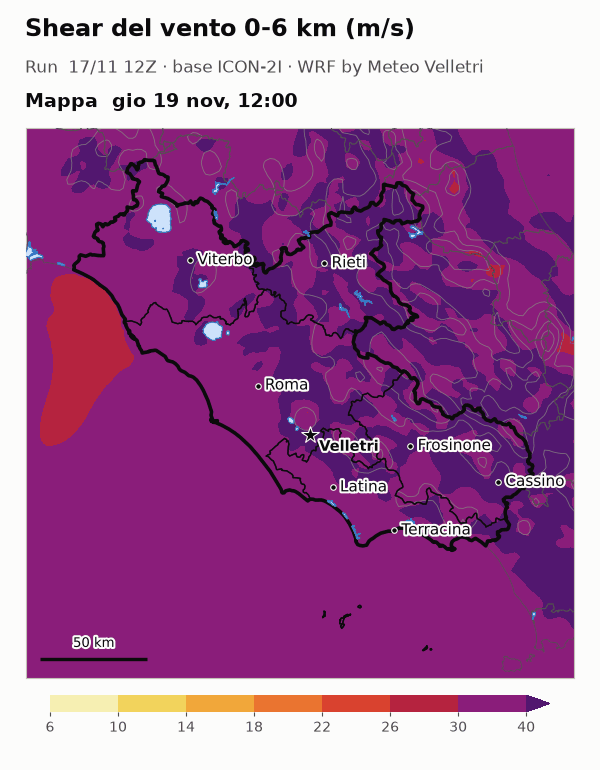 Shear del vento 0-6 km (m/s)
Run 17/11 12Z · base ICON-2I · WRF by Meteo Velletri
Mappa gio 19 nov, 12:00
Viterbo
Rieti
Roma
Velletri
Frosinone
Latina
Cassino
Terracina
50 km
6 10 14 18 22 26 30 40